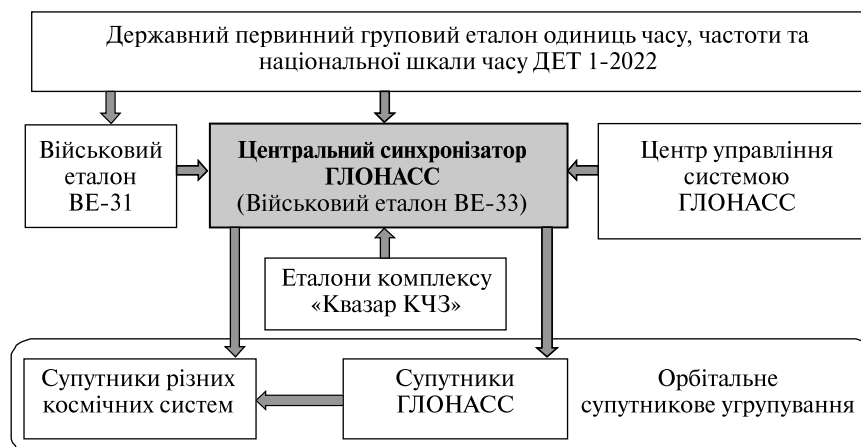 Державний первинний груповий еталон одиниць часу, частоти та
національної шкали часу ДЕТ 1-2022
Військовий
еталон
ВЕ-31
Центральний синхронізатор
ГЛОНАСС
(Військовий еталон ВЕ-33)
Центр управління
системою
ГЛОНАСС
Еталони комплексу
«Квазар КЧЗ»
Супутники різних
космічних систем
Супутники
ГЛОНАСС
Орбітальне
супутникове угрупування